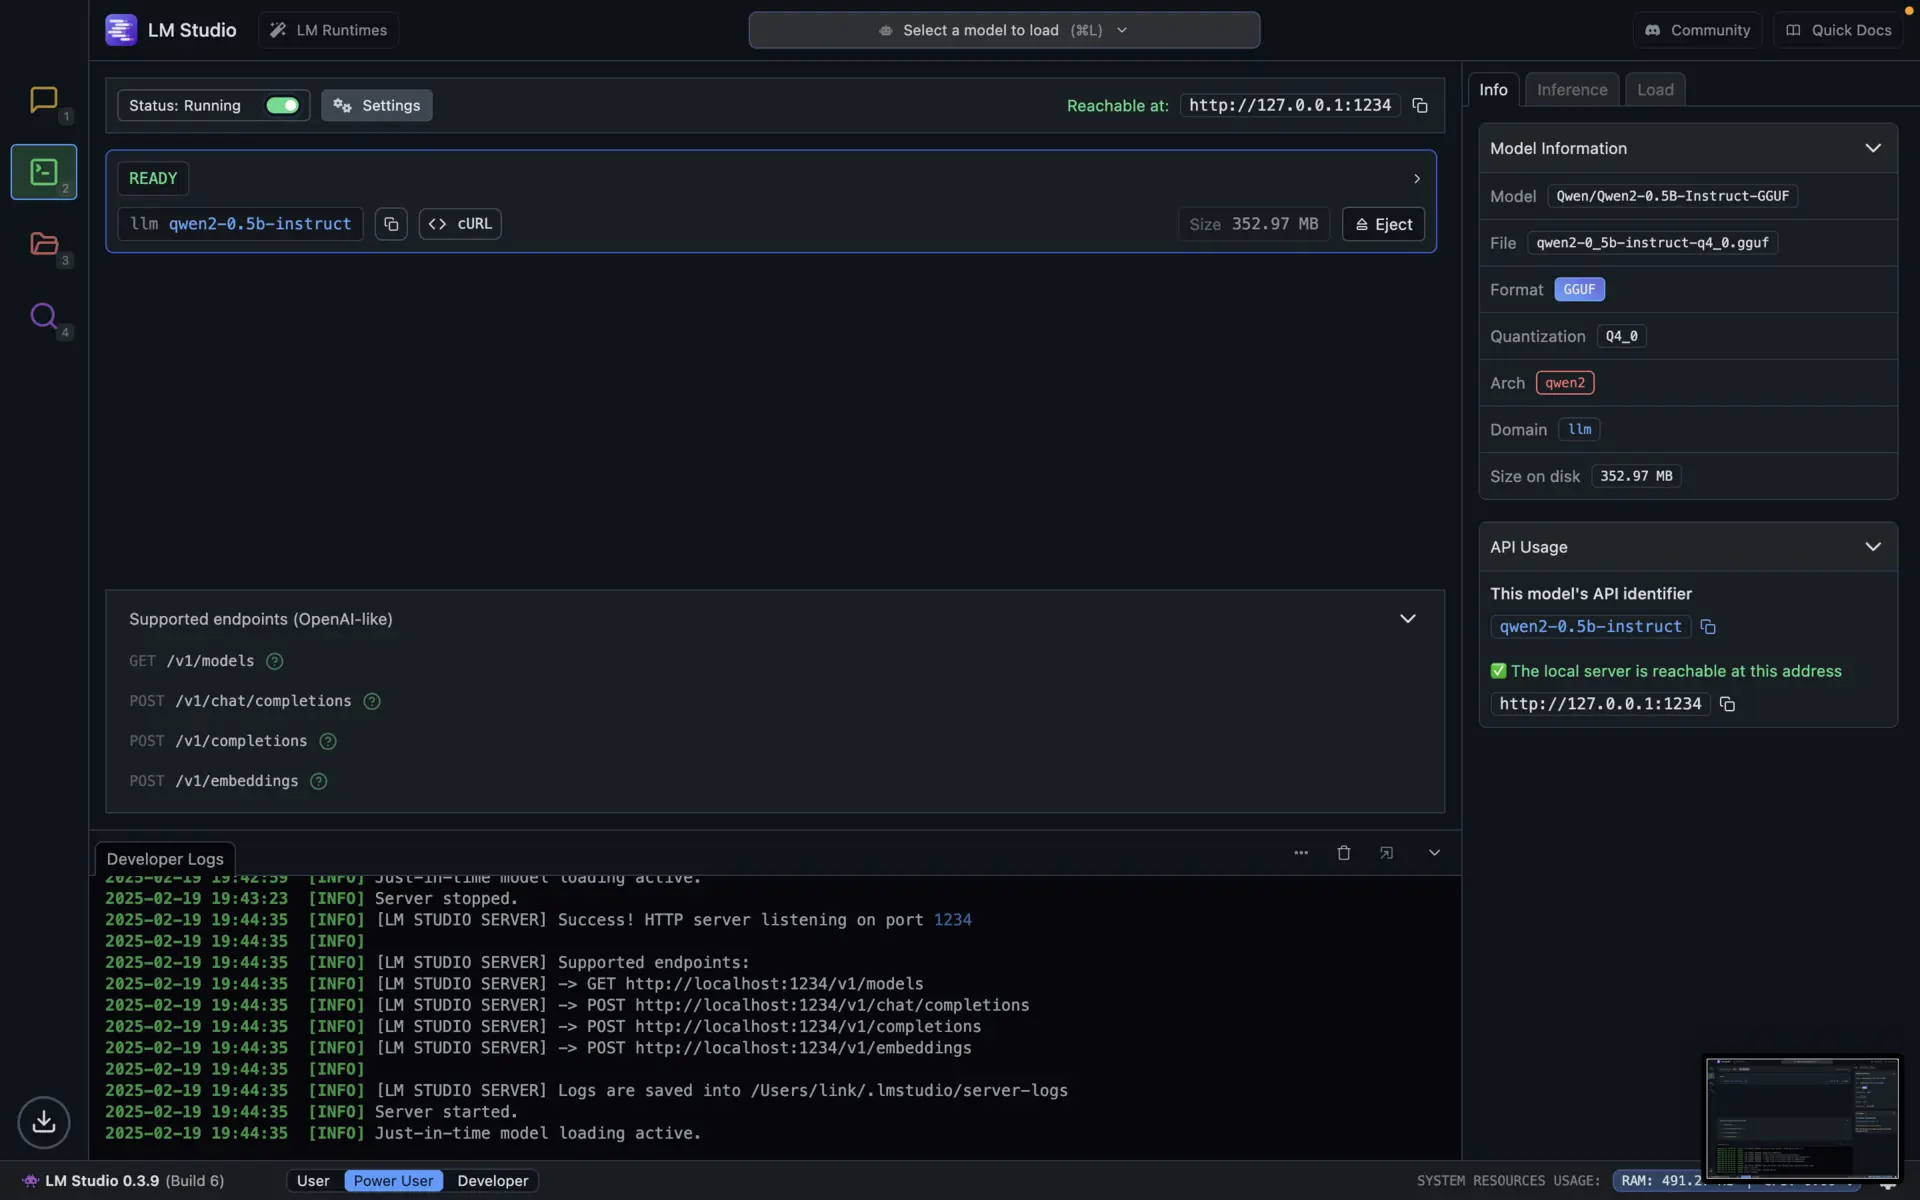 LM Studio
LM Runtimes
Select a model to load (⌘L)
Community
Quick Docs
1
2
3
4
Status: Running
Settings
Reachable at: http://127.0.0.1:1234
READY
llm qwen2-0.5b-instruct
cURL
Size 352.97 MB
Eject
Supported endpoints (OpenAI-like)
GET /v1/models
POST /v1/chat/completions
POST /v1/completions
POST /v1/embeddings
Info
Inference
Load
Model Information
Model Qwen/Qwen2-0.5B-Instruct-GGUF
File qwen2-0_5b-instruct-q4_0.gguf
Format GGUF
Quantization Q4_0
Arch qwen2
Domain llm
Size on disk 352.97 MB
API Usage
This model's API identifier
qwen2-0.5b-instruct
✅ The local server is reachable at this address
http://127.0.0.1:1234
Developer Logs
2025-02-19 19:42:59 [INFO] Just-in-time model loading active.
2025-02-19 19:43:23 [INFO] Server stopped.
2025-02-19 19:44:35 [INFO] [LM STUDIO SERVER] Success! HTTP server listening on port 1234
2025-02-19 19:44:35 [INFO]
2025-02-19 19:44:35 [INFO] [LM STUDIO SERVER] Supported endpoints:
2025-02-19 19:44:35 [INFO] [LM STUDIO SERVER] -> GET http://localhost:1234/v1/models
2025-02-19 19:44:35 [INFO] [LM STUDIO SERVER] -> POST http://localhost:1234/v1/chat/completions
2025-02-19 19:44:35 [INFO] [LM STUDIO SERVER] -> POST http://localhost:1234/v1/completions
2025-02-19 19:44:35 [INFO] [LM STUDIO SERVER] -> POST http://localhost:1234/v1/embeddings
2025-02-19 19:44:35 [INFO]
2025-02-19 19:44:35 [INFO] [LM STUDIO SERVER] Logs are saved into /Users/link/.lmstudio/server-logs
2025-02-19 19:44:35 [INFO] Server started.
2025-02-19 19:44:35 [INFO] Just-in-time model loading active.
LM Studio 0.3.9 (Build 6)
User
Power User
Developer
SYSTEM RESOURCES USAGE: RAM: 491.2